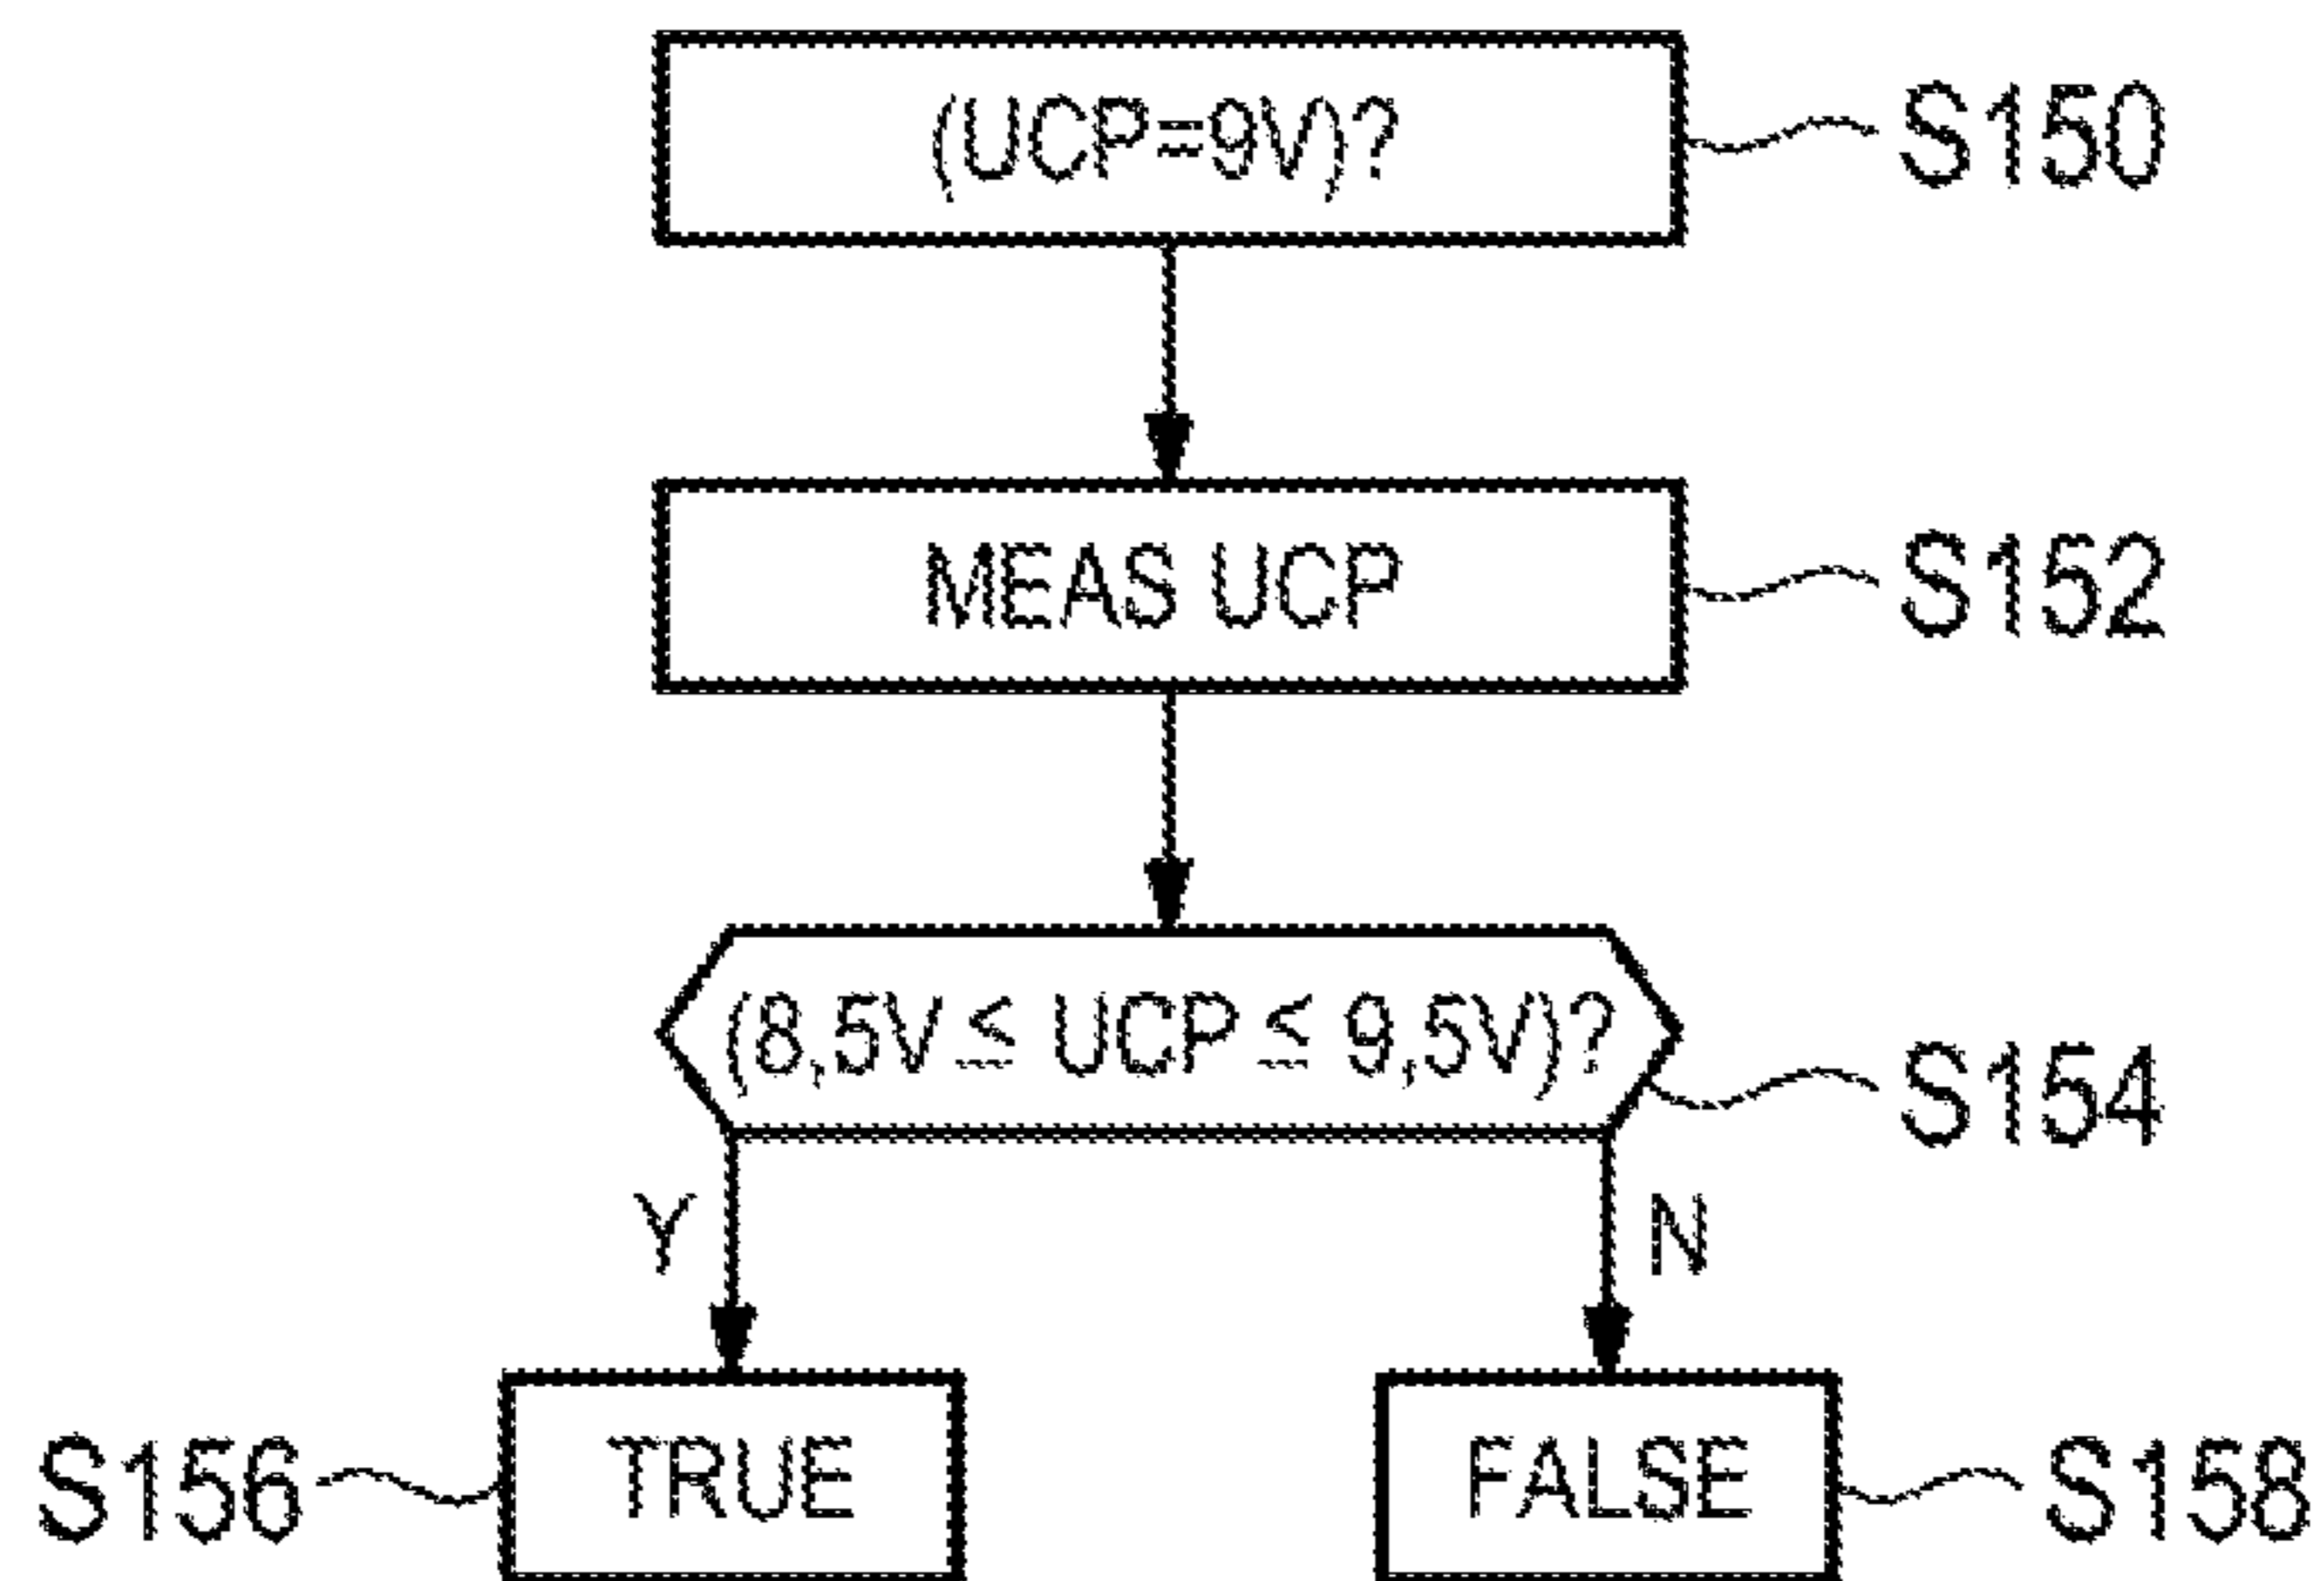 (UCP=9V)? S150
MEAS UCP S152
(8,5V ≤ UCP ≤ 9,5V)?
S154
Y N
S156 TRUE FALSE S158